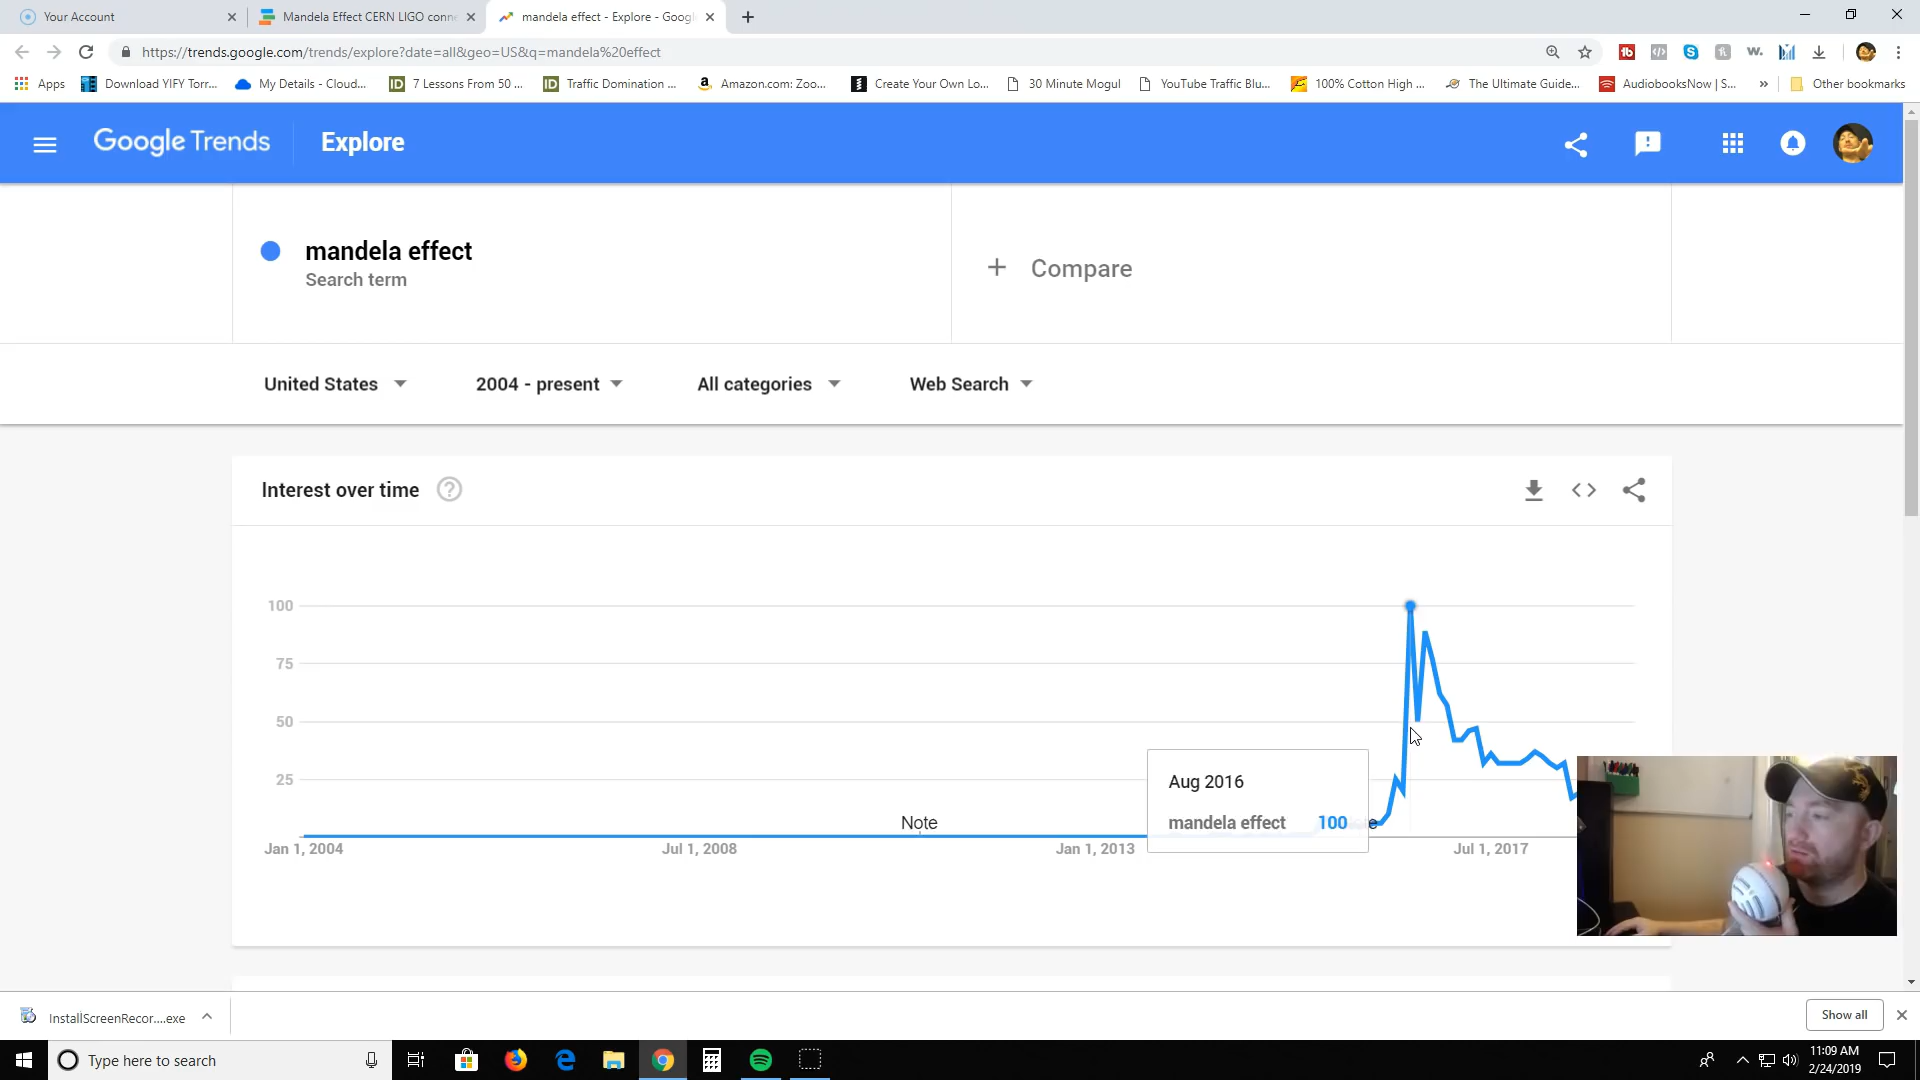 Your Account
Mandela Effect CERN LIGO conne
mandela effect - Explore - Googl
https://trends.google.com/trends/explore?date=all&geo=US&q=mandela%20effect
Apps
Download YIFY Torr...
My Details - Cloud...
7 Lessons From 50 ...
Traffic Domination ...
Amazon.com: Zoo...
Create Your Own Lo...
30 Minute Mogul
YouTube Traffic Blu...
100% Cotton High ...
The Ultimate Guide...
AudiobooksNow | S...
»
Other bookmarks
Google Trends
Explore
mandela effect
Search term
+ Compare
United States
2004 - present
All categories
Web Search
Interest over time
100
75
50
25
Note
Aug 2016
mandela effect 100
Jan 1, 2004
Jul 1, 2008
Jan 1, 2013
Jul 1, 2017
InstallScreenRecor....exe
Show all
Type here to search
11:09 AM
2/24/2019